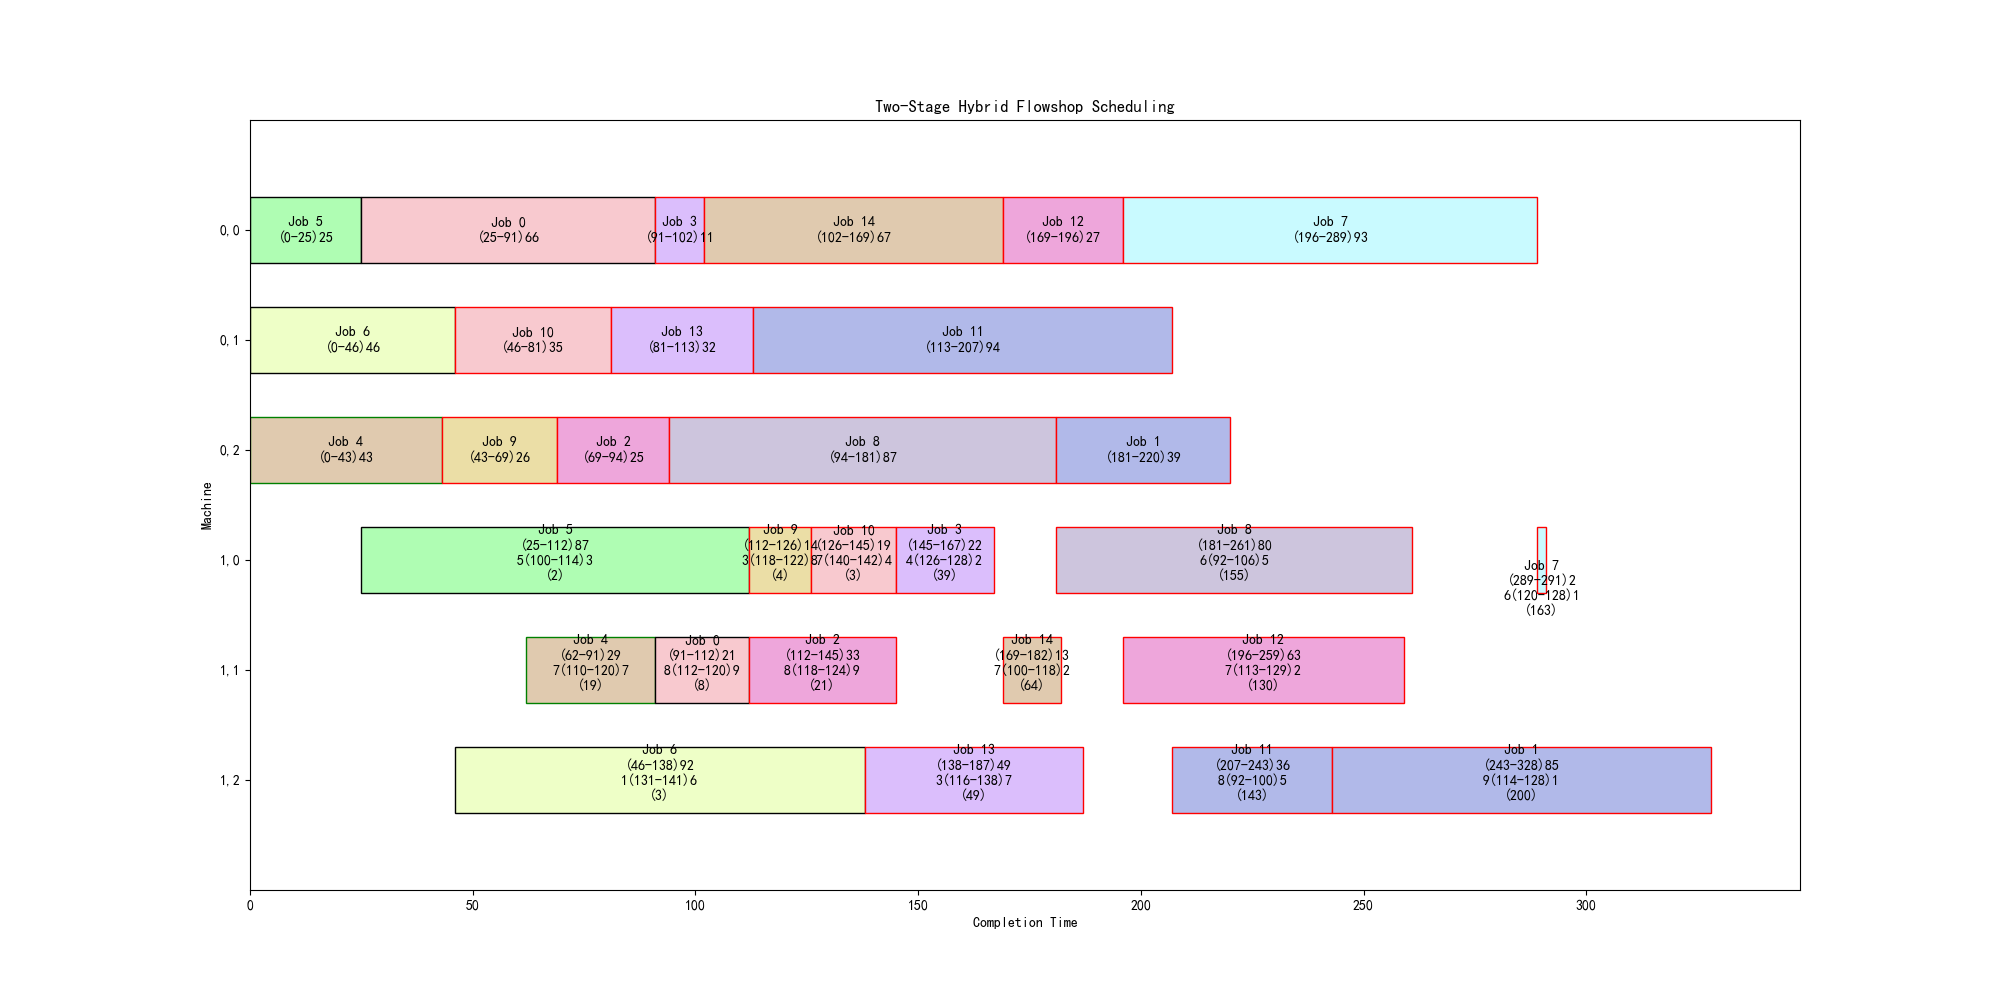 Two-Stage Hybrid Flowshop Scheduling
Machine
0,0
Job 5
(0-25)25
Job 0
(25-91)66
Job 3
(91-102)11
Job 14
(102-169)67
Job 12
(169-196)27
Job 7
(196-289)93
0,1
Job 6
(0-46)46
Job 10
(46-81)35
Job 13
(81-113)32
Job 11
(113-207)94
0,2
Job 4
(0-43)43
Job 9
(43-69)26
Job 2
(69-94)25
Job 8
(94-181)87
Job 1
(181-220)39
1,0
Job 5
(25-112)87
5(100-114)3
(2)
Job 9
(112-126)14
3(118-122)
(4)
Job 10
(126-145)19
7(140-142)4
(3)
Job 3
(145-167)22
4(126-128)2
(39)
Job 8
(181-261)80
6(92-106)5
(155)
Job 7
(289-291)2
6(120-128)1
(163)
1,1
Job 4
(62-91)29
7(110-120)7
(19)
Job 0
(91-112)21
8(112-120)9
(8)
Job 2
(112-145)33
8(118-124)9
(21)
Job 14
(169-182)13
7(100-118)2
(64)
Job 12
(196-259)63
7(113-129)2
(130)
1,2
Job 6
(46-138)92
1(131-141)6
(3)
Job 13
(138-187)49
3(116-138)7
(49)
Job 11
(207-243)36
8(92-100)5
(143)
Job 1
(243-328)85
9(114-128)1
(200)
0
50
100
150
200
250
300
Completion Time